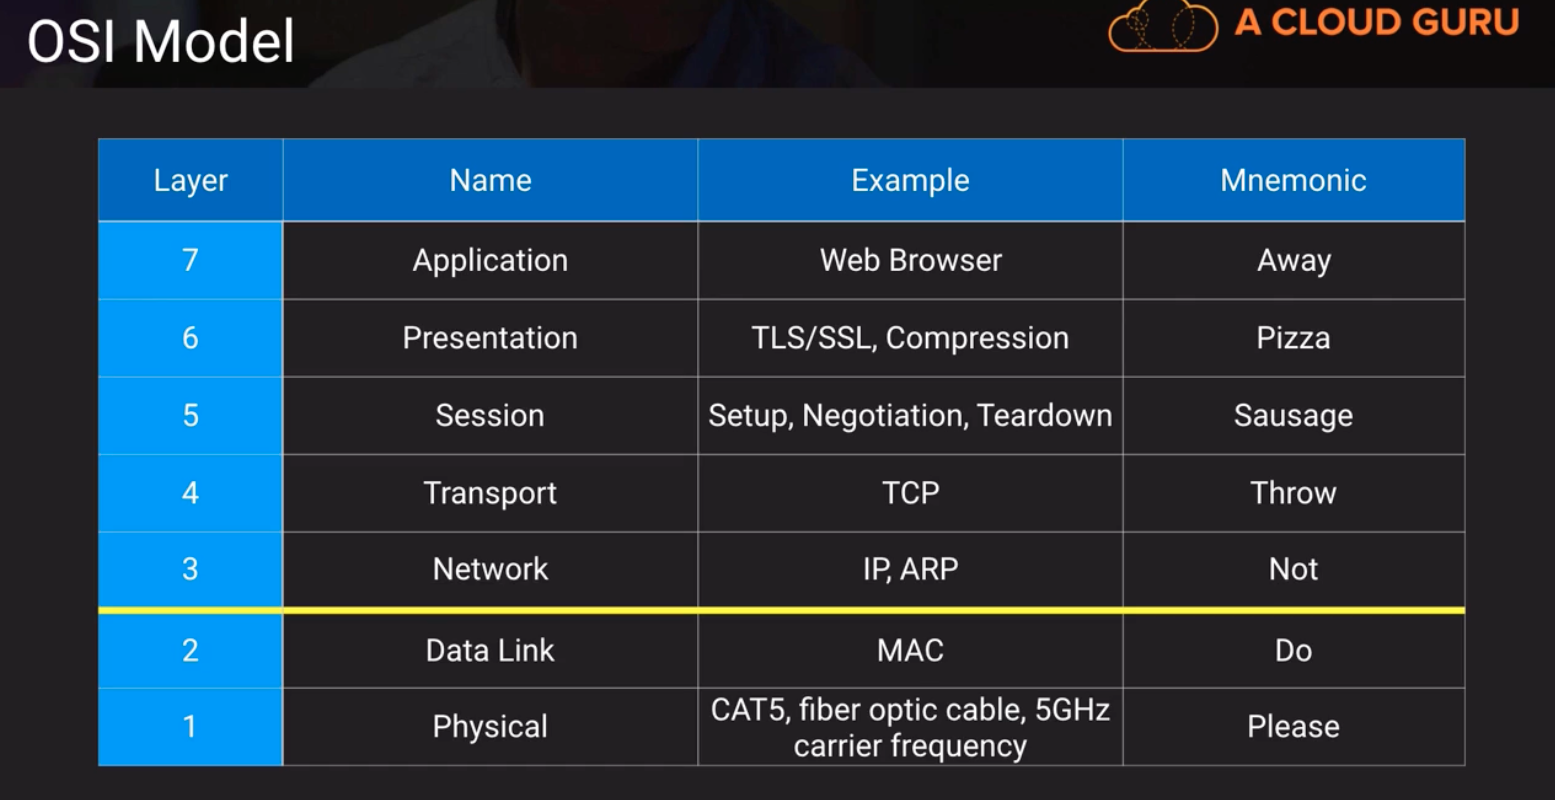 OSI Model
A CLOUD GURU
Layer Name Example Mnemonic
7 Application Web Browser Away
6 Presentation TLS/SSL, Compression Pizza
5 Session Setup, Negotiation, Teardown Sausage
4 Transport TCP Throw
3 Network IP, ARP Not
2 Data Link MAC Do
1 Physical CAT5, fiber optic cable, 5GHz carrier frequency Please